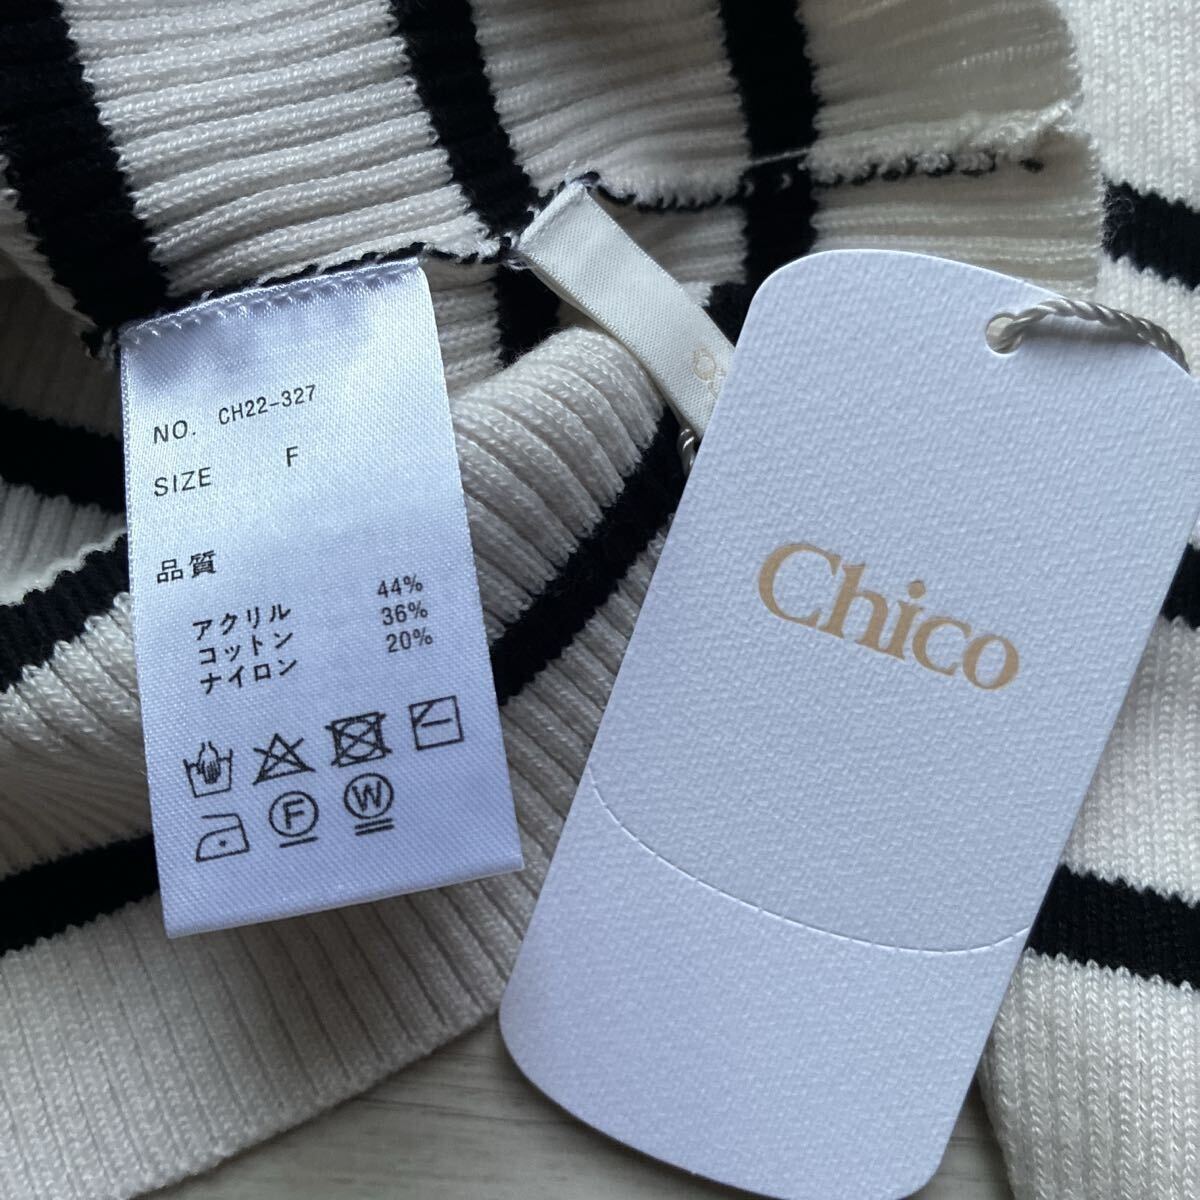 NO. CH22-327
SIZE F
品質
アクリル 44%
コットン 36%
ナイロン 20%
F W
Chico